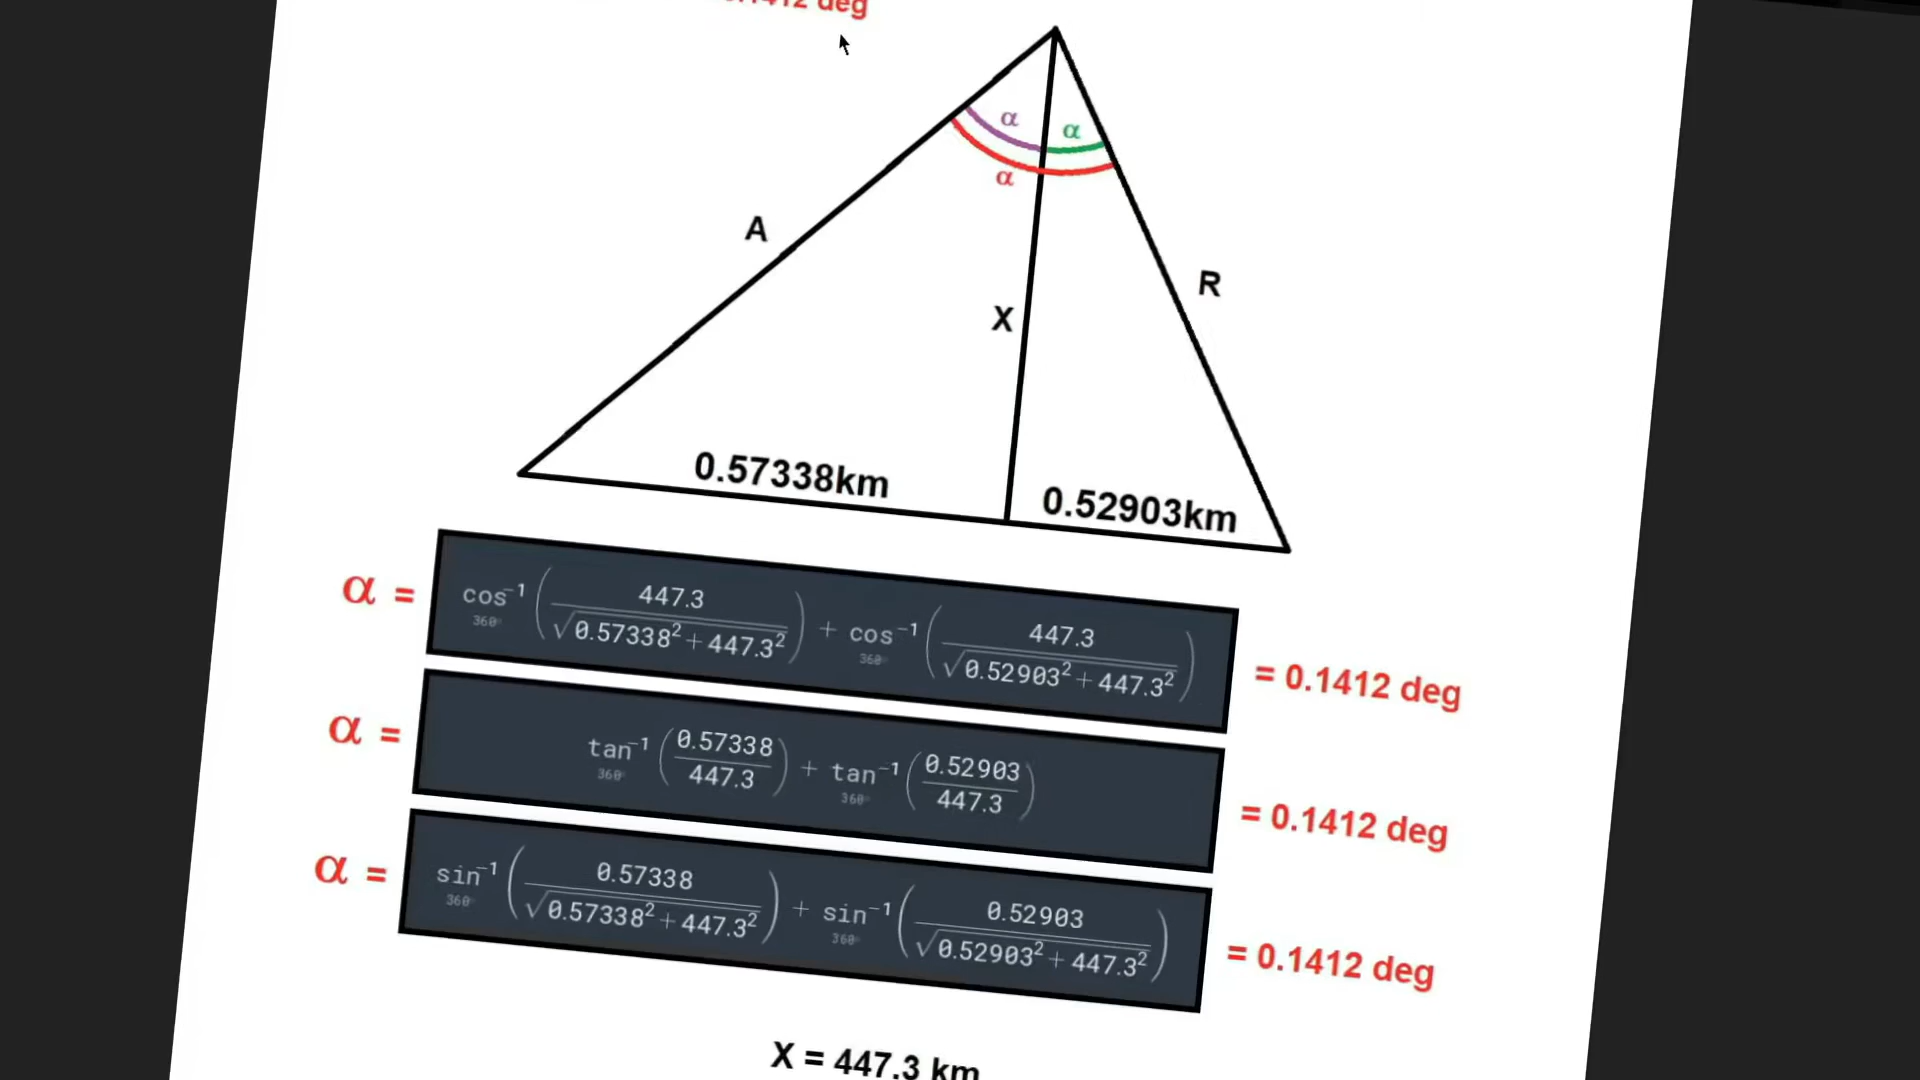 0.1412 deg
α
α
α
A
R
X
0.57338km
0.52903km
α = cos⁻¹ 360° (447.3 / √(0.57338² + 447.3²)) + cos⁻¹ 360° (447.3 / √(0.52903² + 447.3²)) = 0.1412 deg
α = tan⁻¹ 360° (0.57338 / 447.3) + tan⁻¹ 360° (0.52903 / 447.3) = 0.1412 deg
α = sin⁻¹ 360° (0.57338 / √(0.57338² + 447.3²)) + sin⁻¹ 360° (0.52903 / √(0.52903² + 447.3²)) = 0.1412 deg
X = 447.3 km